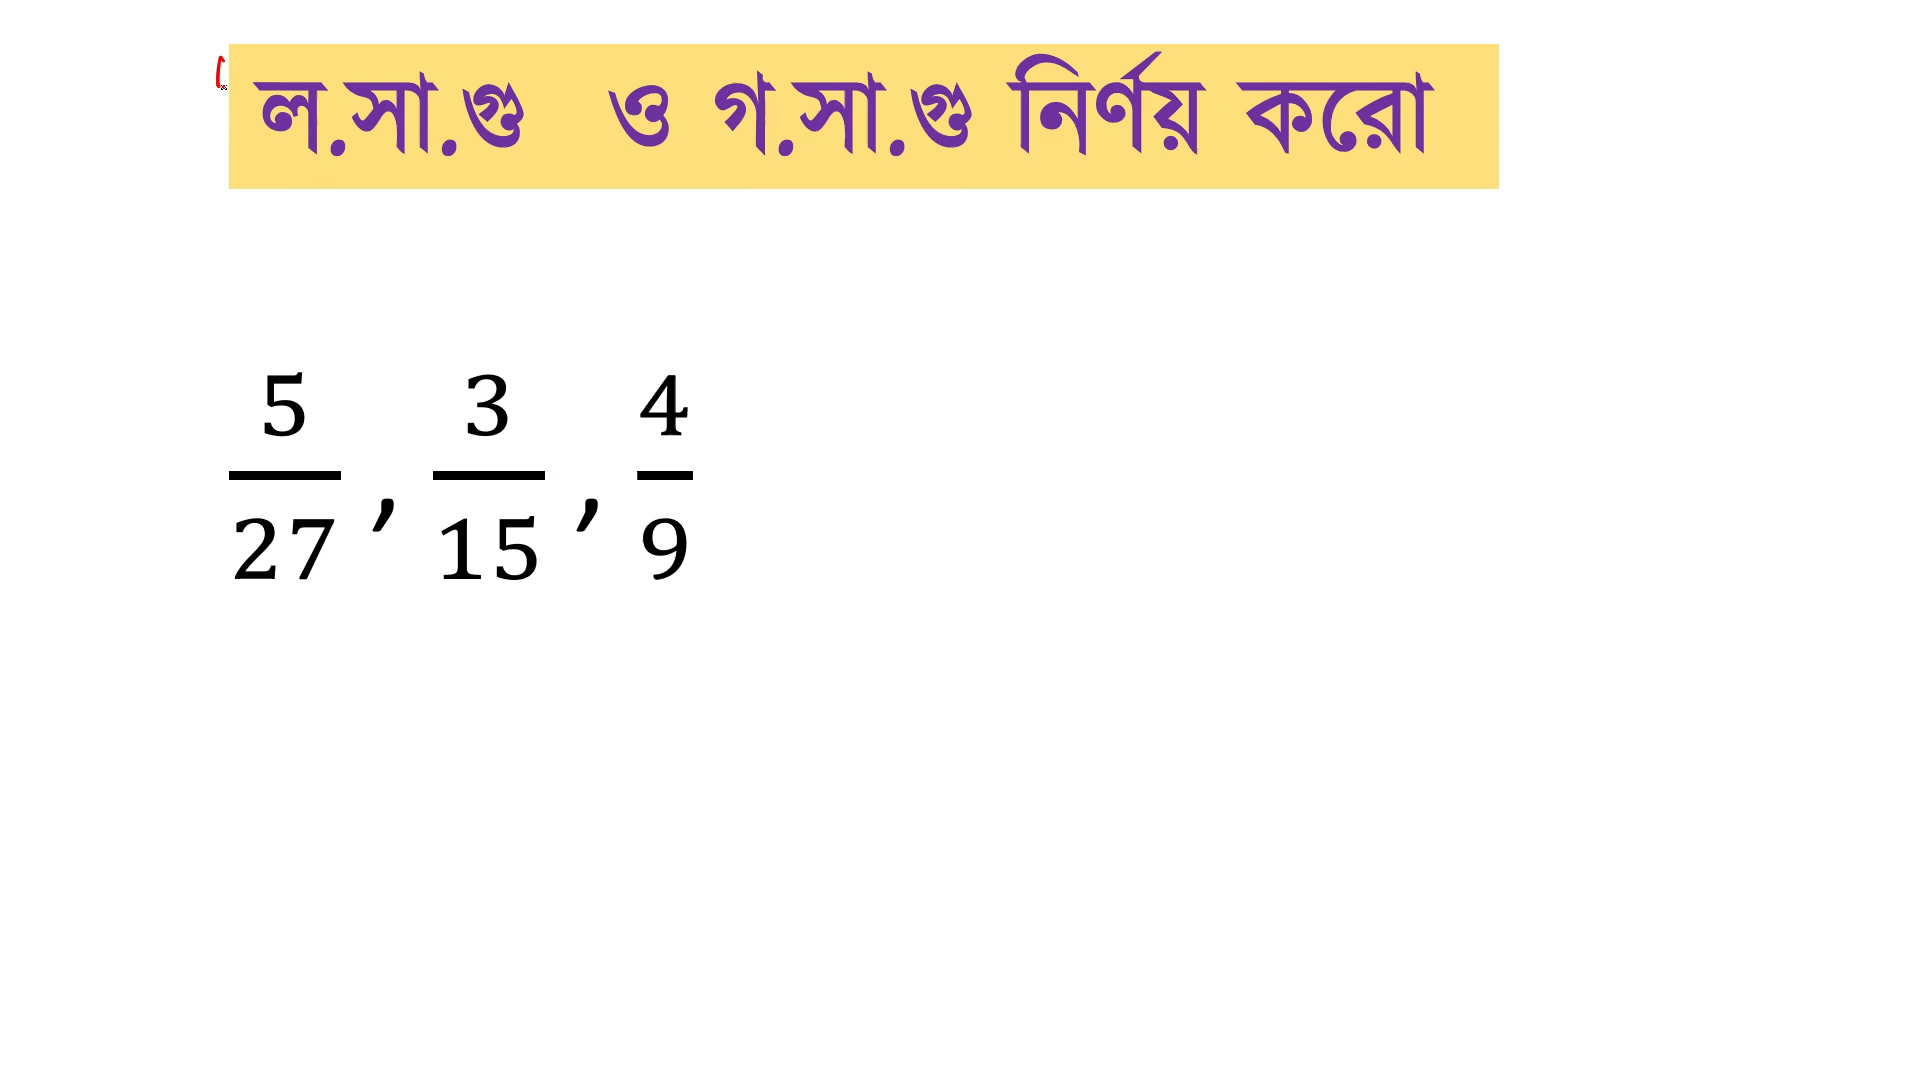 ল.সা.গু ও গ.সা.গু নির্ণয় করো
5/27, 3/15, 4/9